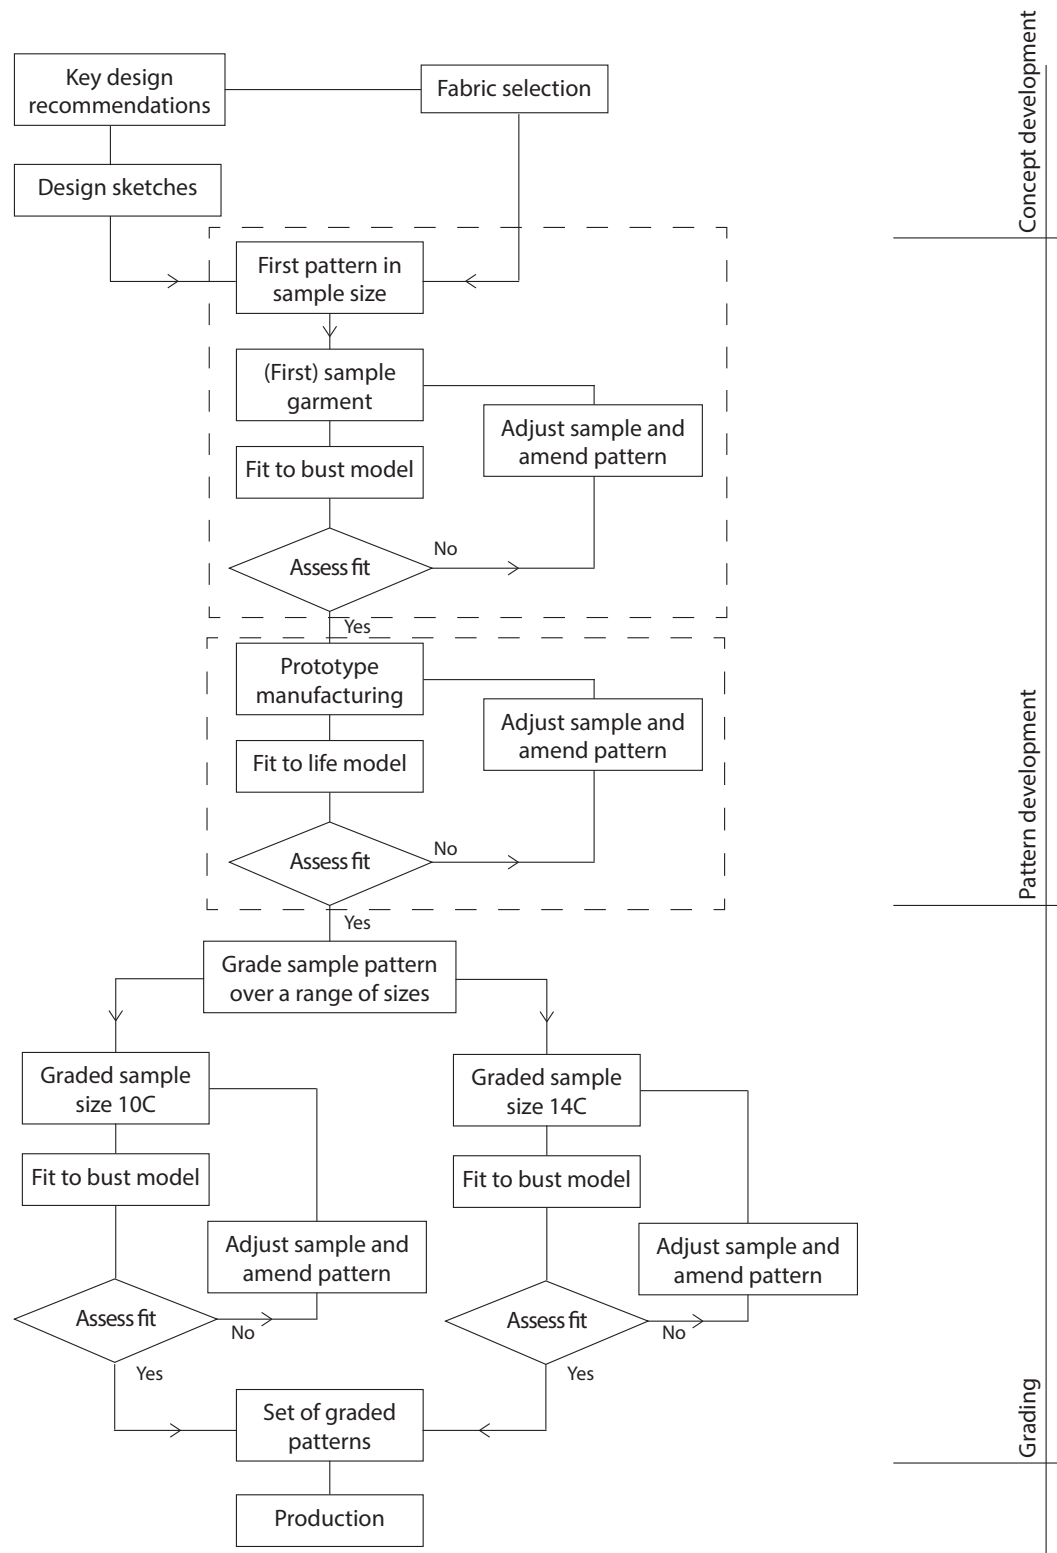 Key design
recommendations
Fabric selection
Design sketches
Concept development
First pattern in
sample size
(First) sample
garment
Adjust sample and
amend pattern
Fit to bust model
Assess fit
No
Yes
Prototype
manufacturing
Adjust sample and
amend pattern
Fit to life model
Assess fit
No
Yes
Pattern development
Grade sample pattern
over a range of sizes
Graded sample
size 10C
Graded sample
size 14C
Fit to bust model
Fit to bust model
Adjust sample and
amend pattern
Adjust sample and
amend pattern
Assess fit
No
Yes
Assess fit
No
Yes
Set of graded
patterns
Grading
Production